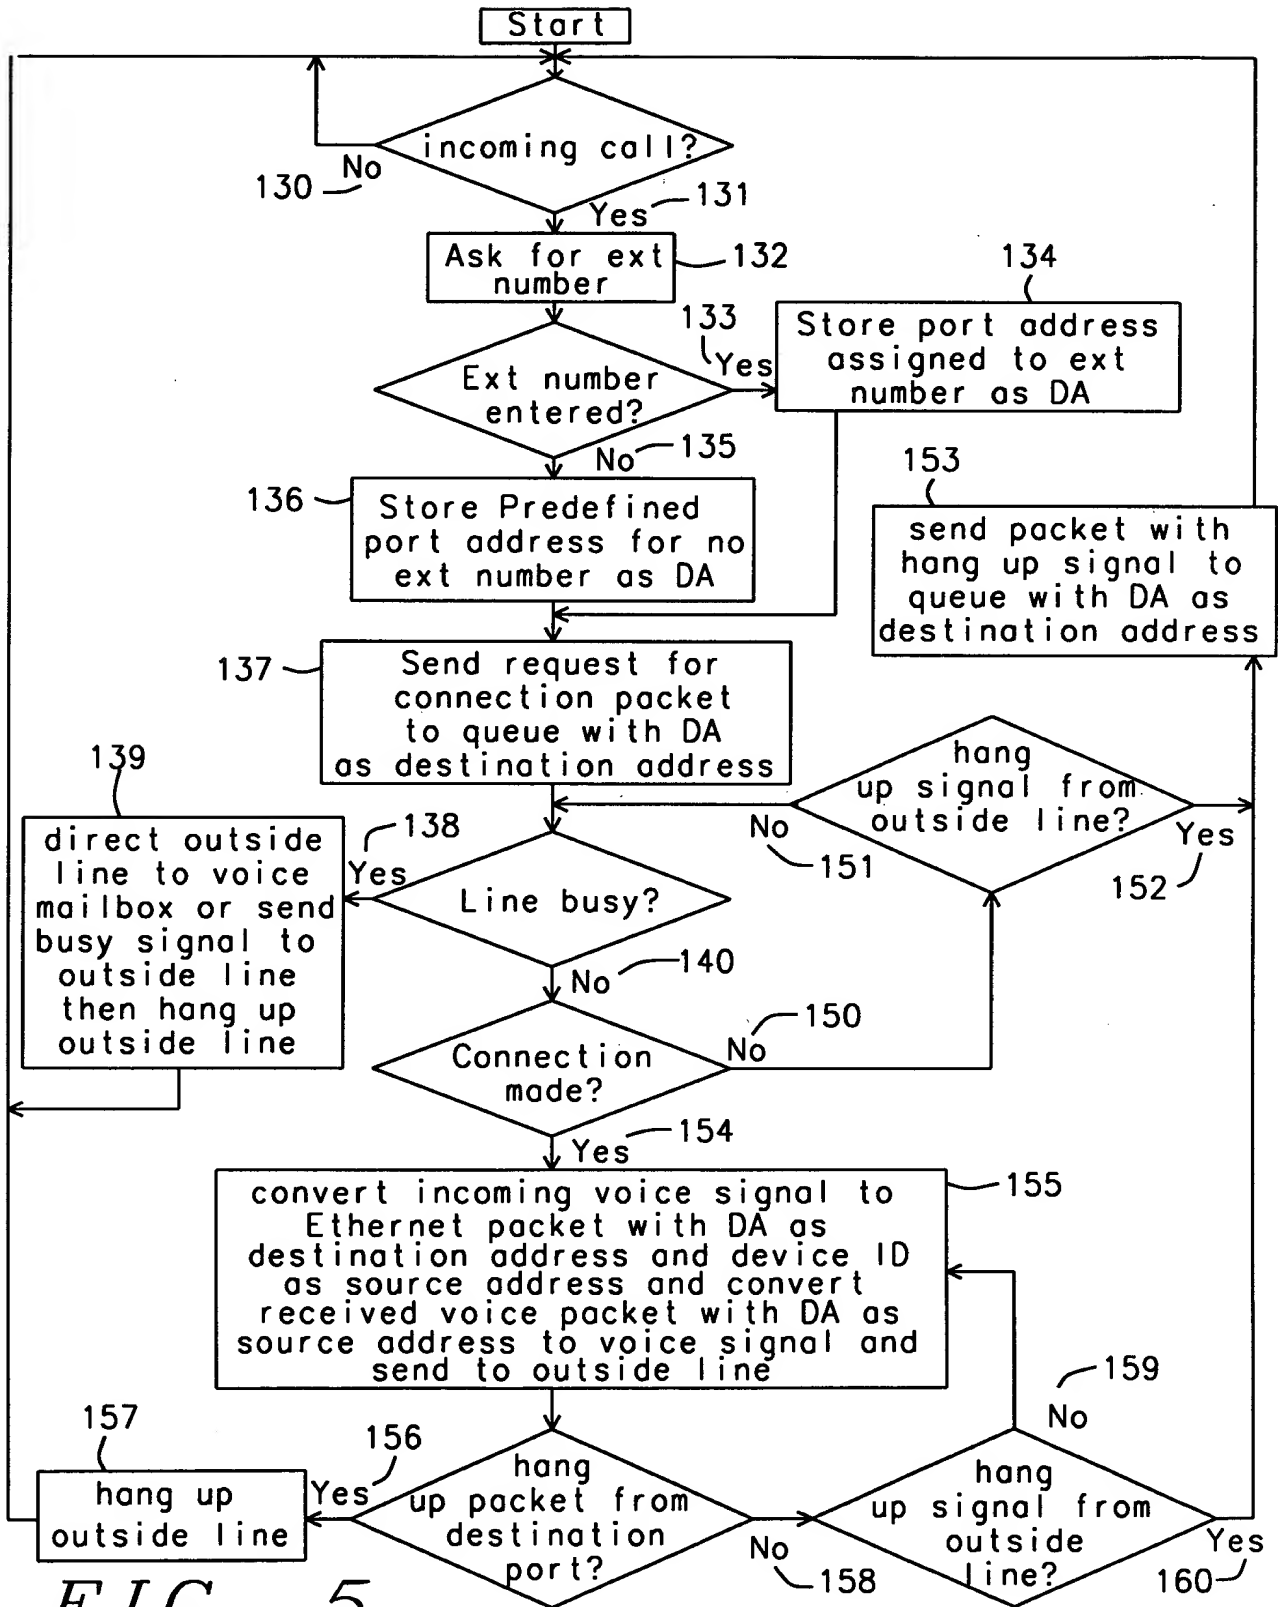 Start
incoming call?
No
130
Yes
131
Ask for ext
number
132
133
134
Ext number
entered?
Yes
Store port address
assigned to ext
number as DA
No
135
136
Store Predefined
port address for no
ext number as DA
153
send packet with
hang up signal to
queue with DA as
destination address
137
Send request for
connection packet
to queue with DA
as destination address
hang
up signal from
outside line?
No
151
Yes
152
139
direct outside
line to voice
mailbox or send
busy signal to
outside line
then hang up
outside line
138
Yes
Line busy?
No
140
Connection
made?
No
150
Yes
154
convert incoming voice signal to
Ethernet packet with DA as
destination address and device ID
as source address and convert
received voice packet with DA as
source address to voice signal and
send to outside line
155
157
hang up
outside line
156
Yes
hang
up packet from
destination
port?
No
158
159
No
hang
up signal from
outside
line?
Yes
160
FIG. 5